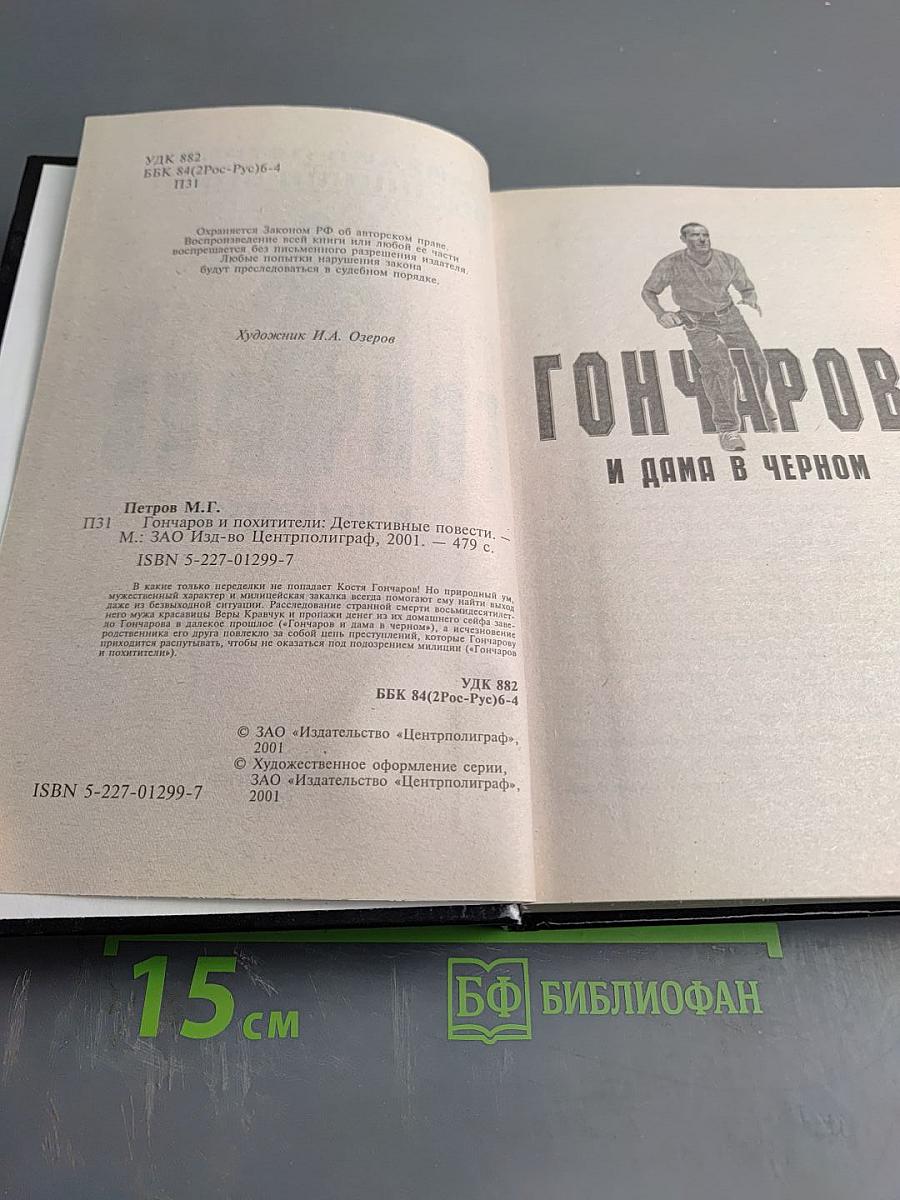 УДК 882
ББК 84(2Рос-Рус)6-4
П31
Охраняется Законом РФ об авторском праве.
Воспроизведение всей книги или любой ее части
воспрещается без письменного разрешения издателя.
Любые попытки нарушения закона
будут преследоваться в судебном порядке.
Художник И.А. Озеров
Петров М.Г.
П31 Гончаров и похитители: Детективные повести. —
М.: ЗАО Изд-во Центрполиграф, 2001. — 479 с.
ISBN 5-227-01299-7
В какие только переделки не попадает Костя Гончаров! Но природный ум,
мужественный характер и милицейская закалка всегда помогают ему найти выход
даже из безвыходной ситуации. Расследование странной смерти восьмидесятилет-
него мужа красавицы Веры Кравчук и пропажи денег из их домашнего сейфа заве-
ло Гончарова в далекое прошлое («Гончаров и дама в черном»), а исчезновение
родственника его друга повлекло за собой цепь преступлений, которые Гончарову
приходится распутывать, чтобы не оказаться под подозрением милиции («Гончаров
и похитители»).
УДК 882
ББК 84(2Рос-Рус)6-4
© ЗАО «Издательство «Центрполиграф»,
2001
© Художественное оформление серии,
ЗАО «Издательство «Центрполиграф»,
2001
ISBN 5-227-01299-7
ГОНЧАРОВ
И ДАМА В ЧЕРНОМ
15 см
БФ БИБЛИОФАН